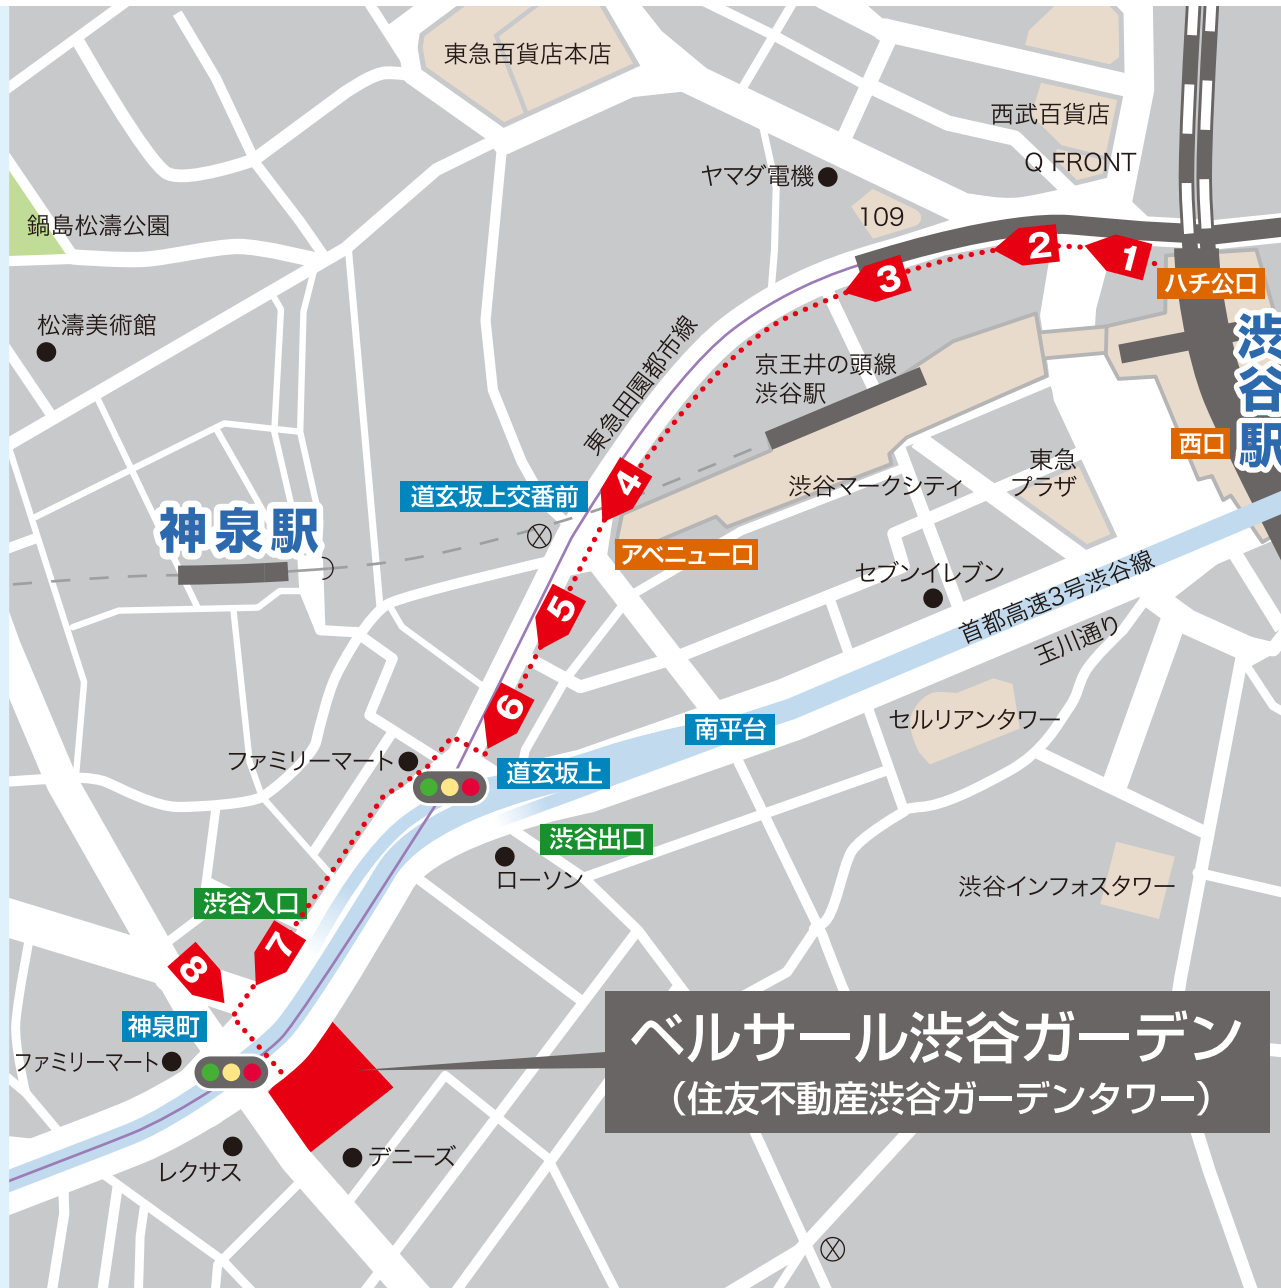 東急百貨店本店
西武百貨店
Q FRONT
ヤマダ電機
109
鍋島松濤公園
2
1
3
ハチ公口
松濤美術館
渋谷駅
東急田園都市線
京王井の頭線
渋谷駅
西口
東急
プラザ
4
道玄坂上交番前
渋谷マークシティ
神泉駅
アベニュー口
セブンイレブン
5
首都高速3号渋谷線
玉川通り
6
セルリアンタワー
南平台
ファミリーマート
道玄坂上
渋谷出口
ローソン
渋谷インフォスタワー
渋谷入口
7
8
神泉町
ファミリーマート
ベルサール渋谷ガーデン
（住友不動産渋谷ガーデンタワー）
デニーズ
レクサス